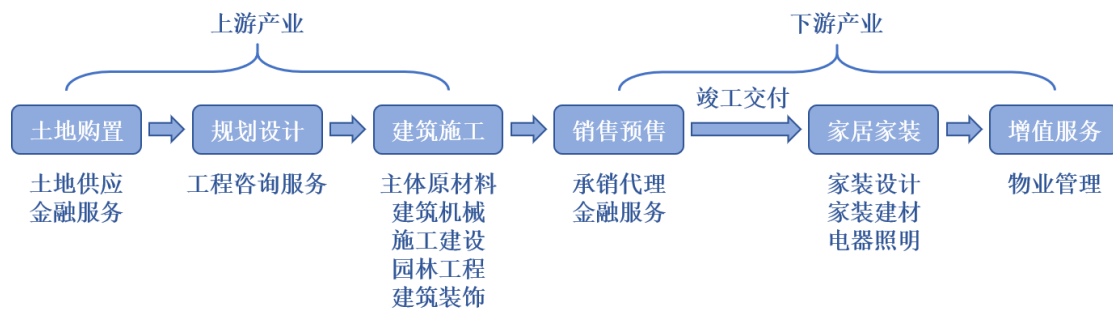 上游产业
下游产业
土地购置
规划设计
建筑施工
销售预售
竣工交付
家居家装
增值服务
土地供应
金融服务
工程咨询服务
主体原材料
建筑机械
施工建设
园林工程
建筑装饰
承销代理
金融服务
家装设计
家装建材
电器照明
物业管理